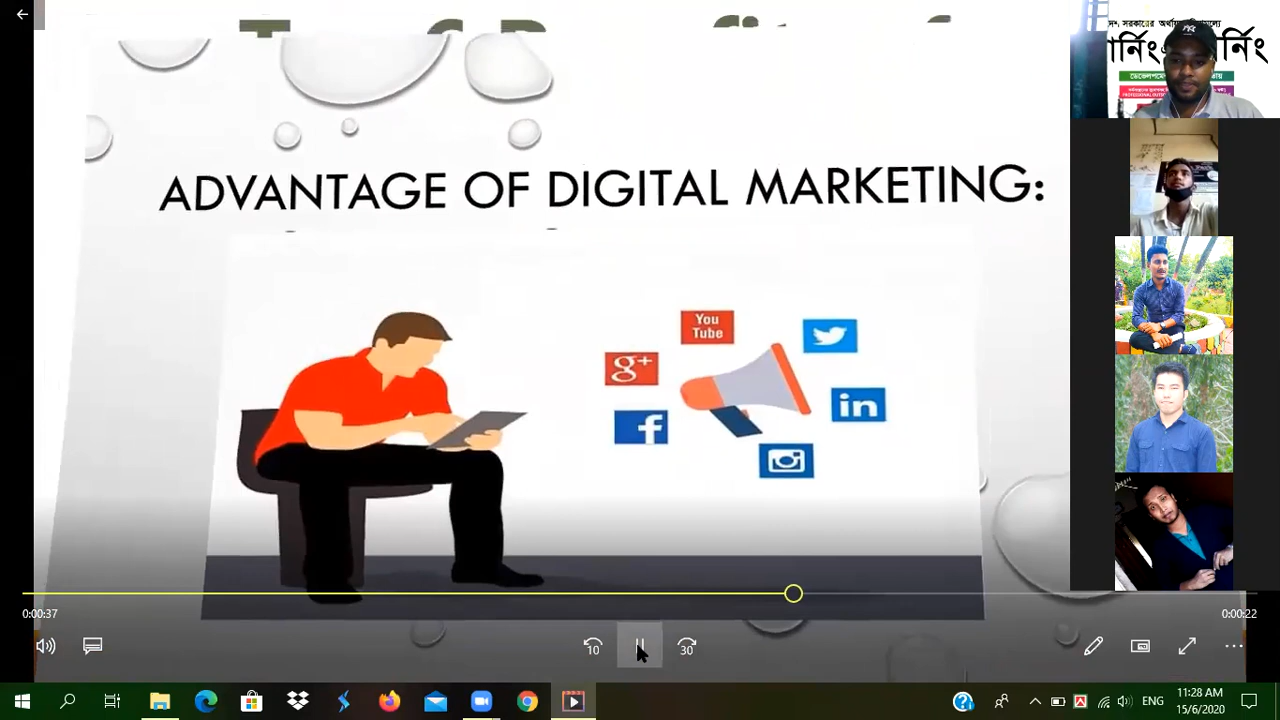 ADVANTAGE OF DIGITAL MARKETING:
You
Tube
g+
f
in
0:00:37
0:00:22
10
30
ENG
11:28 AM
15/6/2020